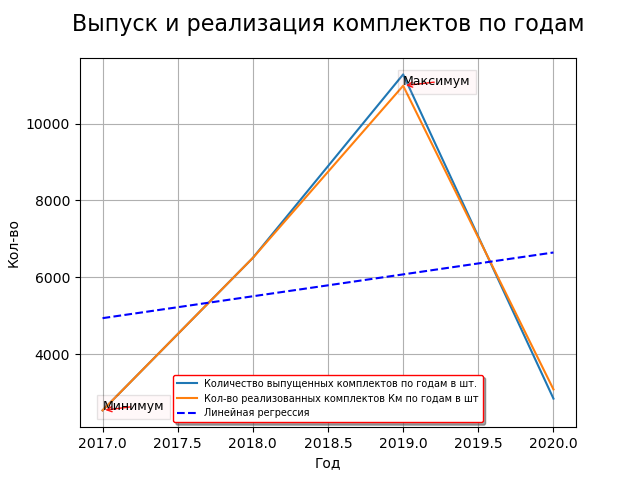 Выпуск и реализация комплектов по годам
Максимум
10000
8000
6000
4000
Кол-во
Минимум
Количество выпущенных комплектов по годам в шт.
Кол-во реализованных комплектов Км по годам в шт
Линейная регрессия
2017.0 2017.5 2018.0 2018.5 2019.0 2019.5 2020.0
Год